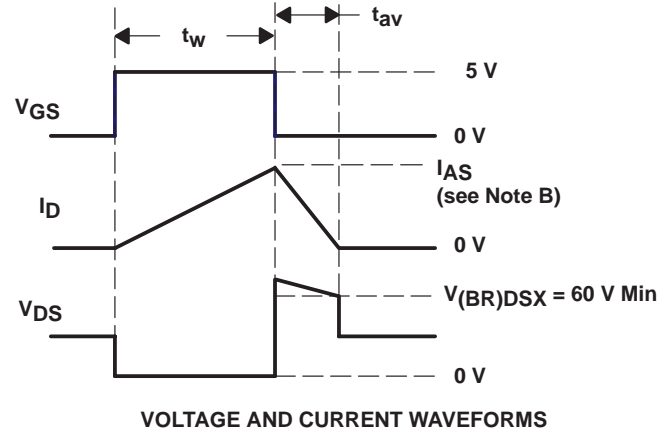 tw
tav
5 V
VGS
0 V
IAS
(see Note B)
ID
0 V
V(BR)DSX = 60 V Min
VDS
0 V
VOLTAGE AND CURRENT WAVEFORMS